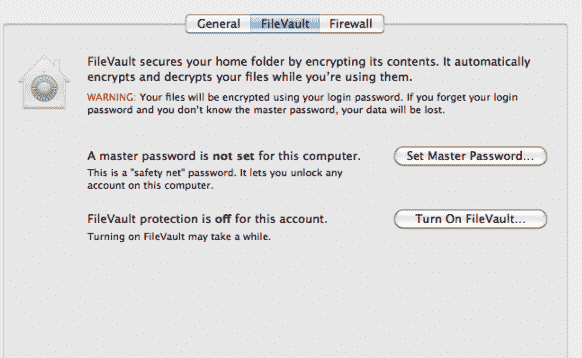 General FileVault Firewall
FileVault secures your home folder by encrypting its contents. It automatically
encrypts and decrypts your files while you're using them.
WARNING: Your files will be encrypted using your login password. If you forget your login
password and you don't know the master password, your data will be lost.
A master password is not set for this computer.
Set Master Password...
This is a "safety net" password. It lets you unlock any
account on this computer.
FileVault protection is off for this account.
Turn On FileVault...
Turning on FileVault may take a while.